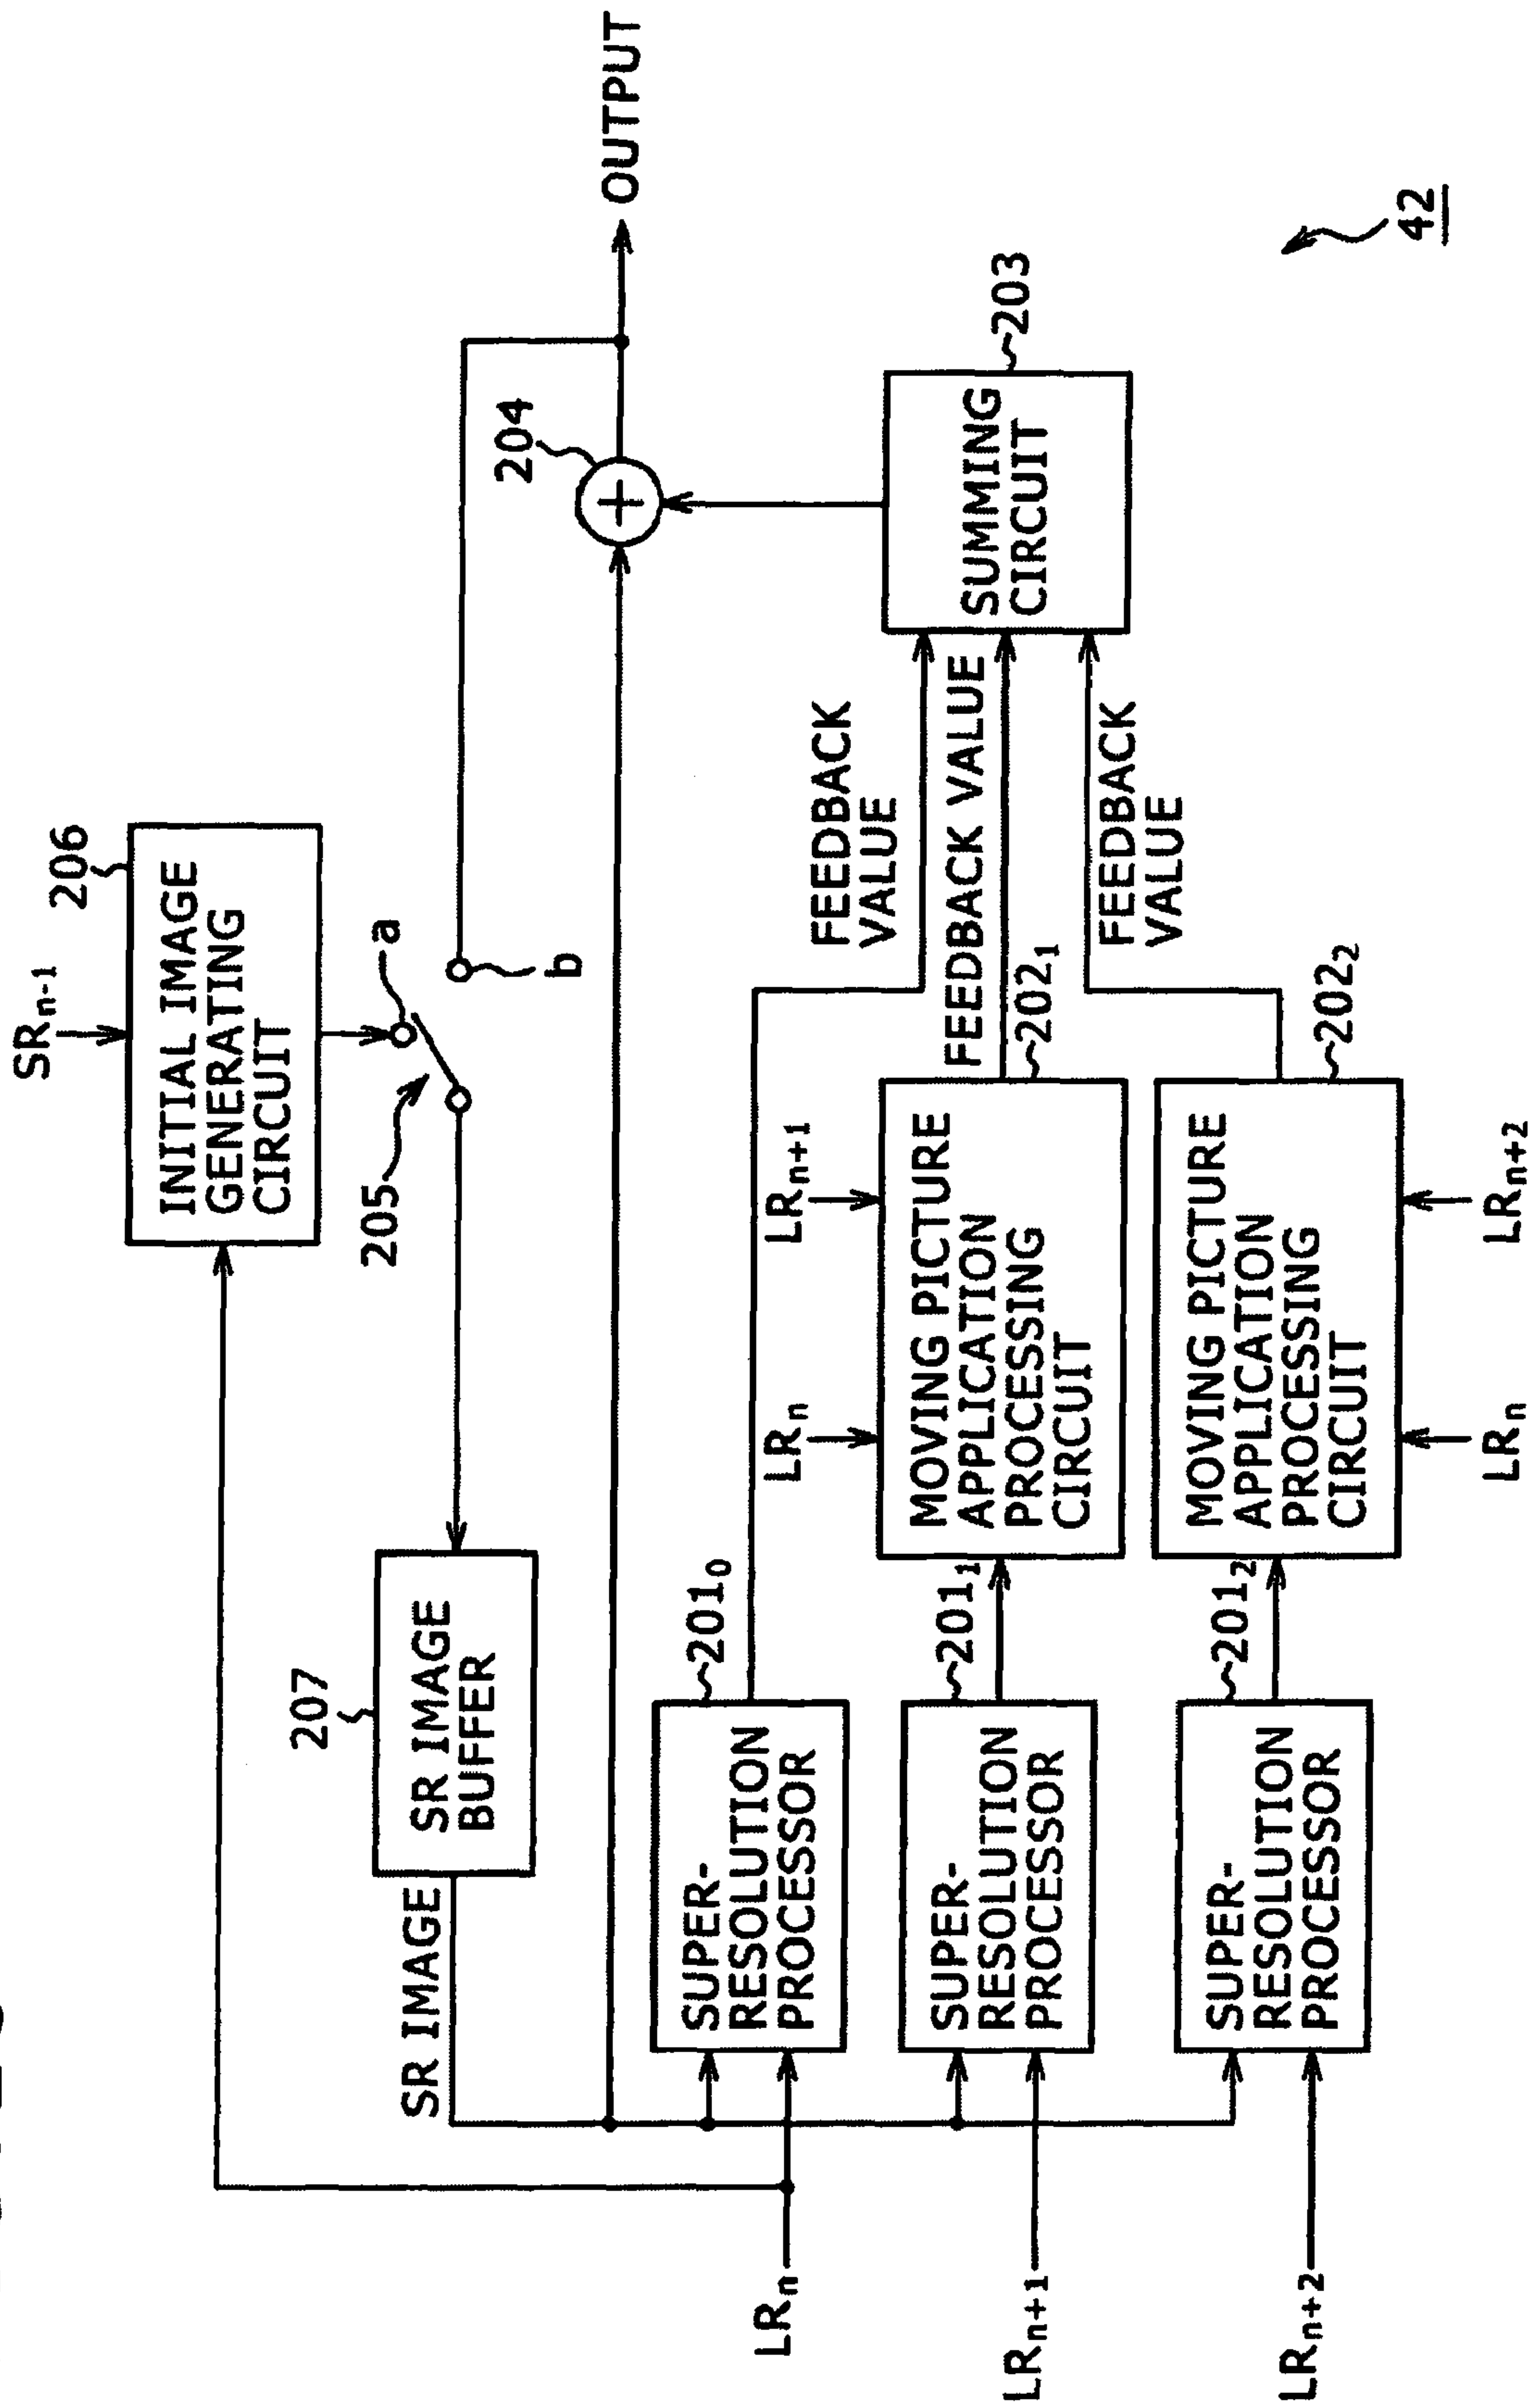 SRn-1
206
INITIAL IMAGE
GENERATING
CIRCUIT
a
b
205
207
SR IMAGE
BUFFER
SR IMAGE
204
+
OUTPUT
LRn
SUPER-
RESOLUTION
PROCESSOR
2010
FEEDBACK
VALUE
LRn+1
SUPER-
RESOLUTION
PROCESSOR
2011
LRn
LRn+1
MOVING PICTURE
APPLICATION
PROCESSING
CIRCUIT
2021
FEEDBACK VALUE
SUMMING
CIRCUIT
203
LRn+2
SUPER-
RESOLUTION
PROCESSOR
2012
MOVING PICTURE
APPLICATION
PROCESSING
CIRCUIT
2022
LRn
LRn+2
FEEDBACK
VALUE
42